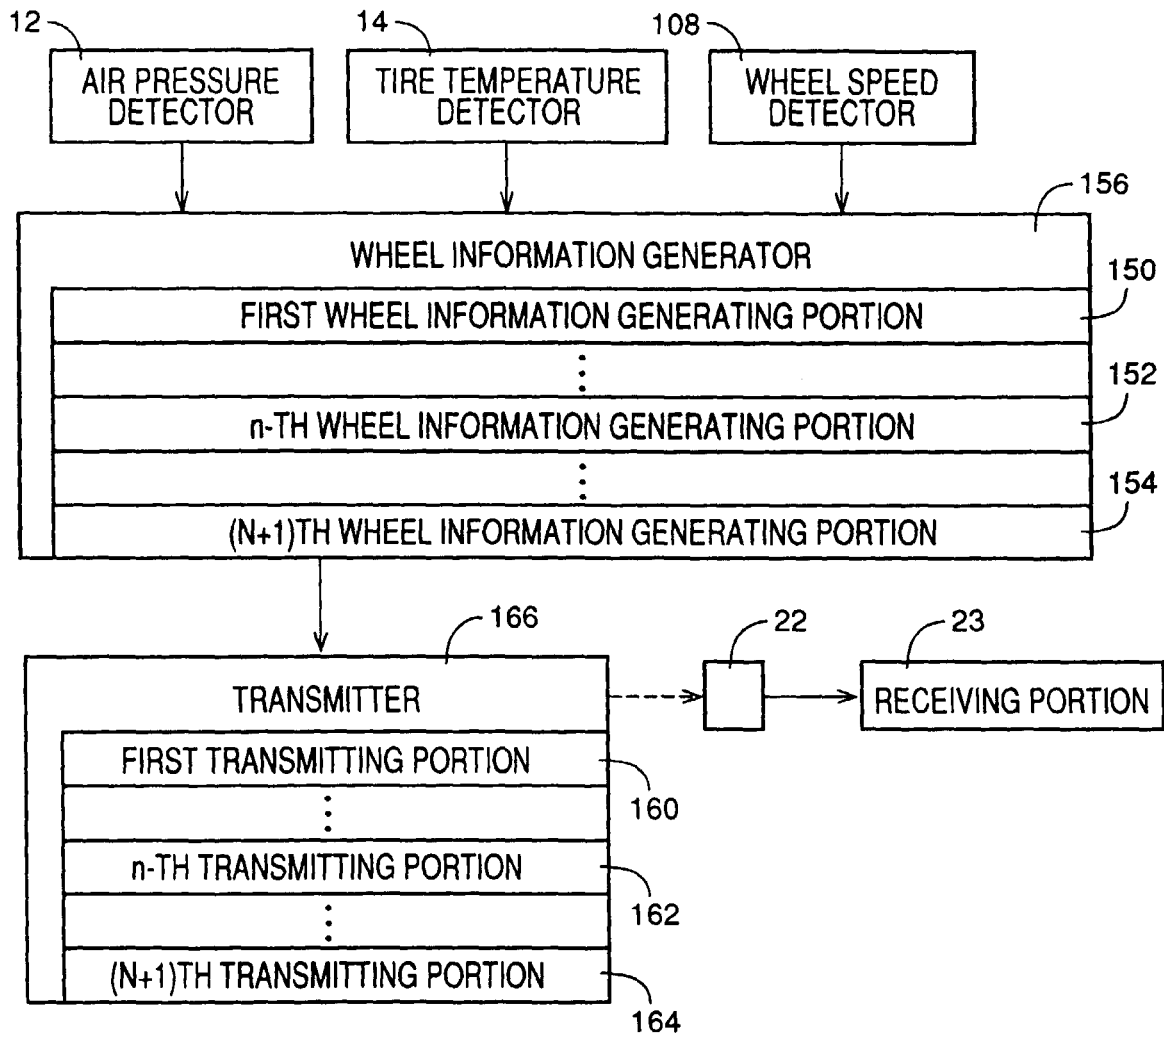 12
14
108
AIR PRESSURE
DETECTOR
TIRE TEMPERATURE
DETECTOR
WHEEL SPEED
DETECTOR
156
WHEEL INFORMATION GENERATOR
150
FIRST WHEEL INFORMATION GENERATING PORTION
152
n-TH WHEEL INFORMATION GENERATING PORTION
154
(N+1)TH WHEEL INFORMATION GENERATING PORTION
166
22
23
TRANSMITTER
RECEIVING PORTION
FIRST TRANSMITTING PORTION
160
n-TH TRANSMITTING PORTION
162
(N+1)TH TRANSMITTING PORTION
164